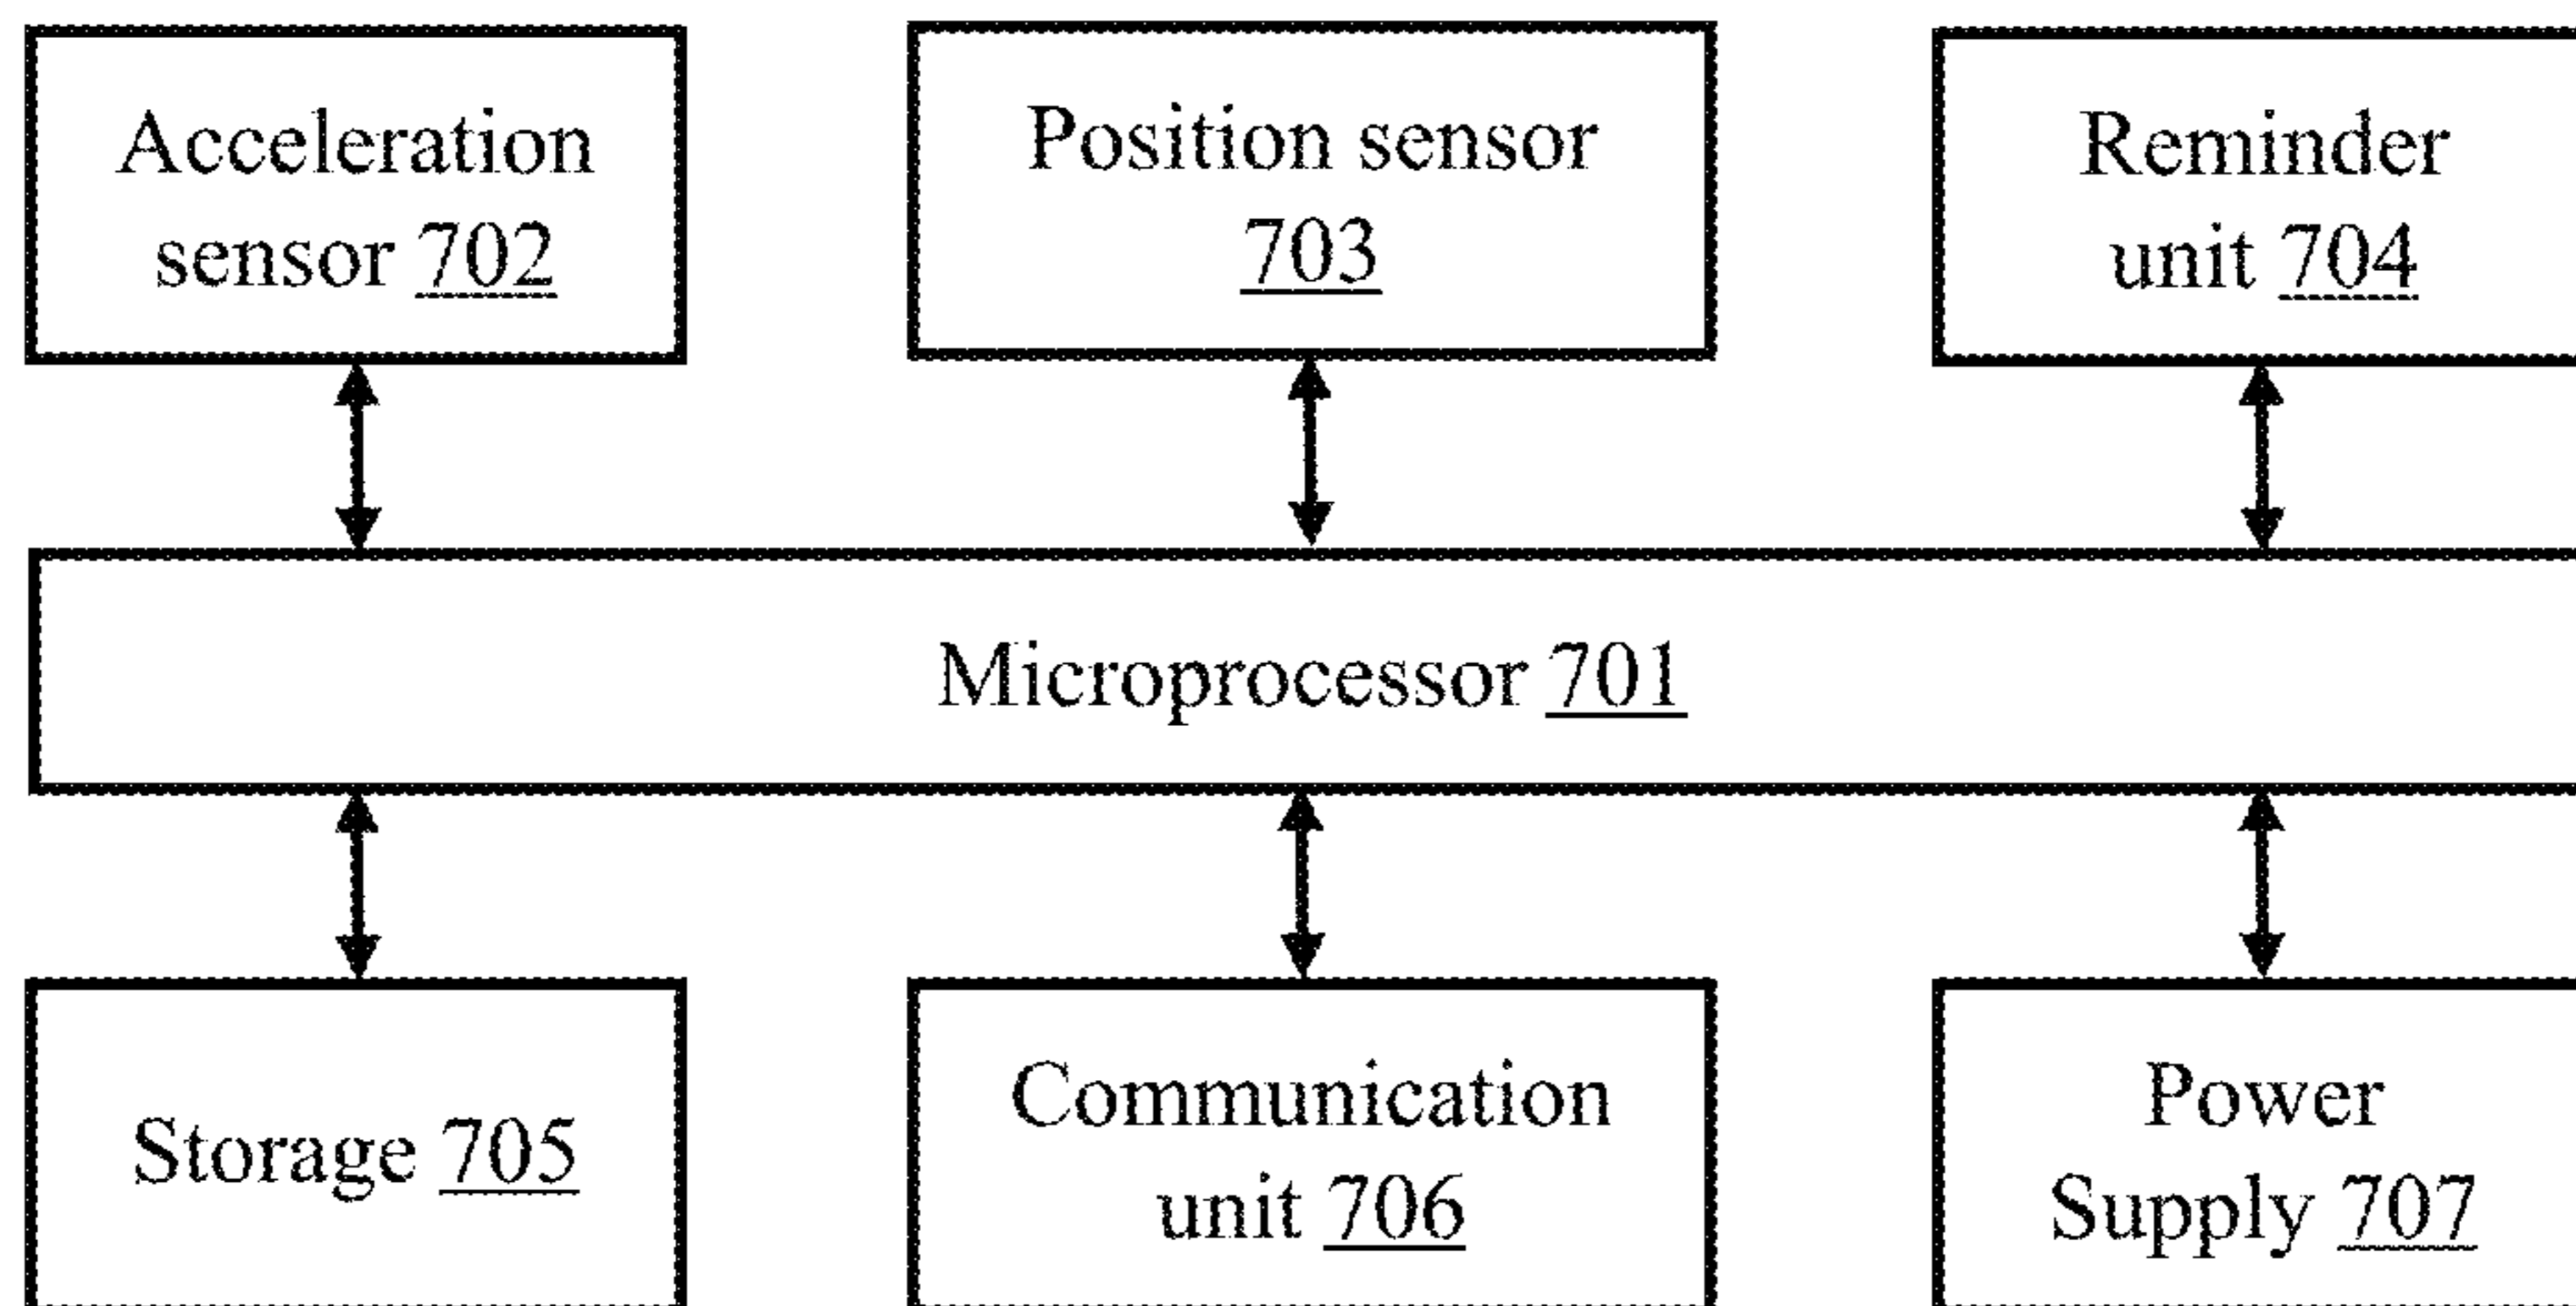 Acceleration
sensor 702
Position sensor
703
Reminder
unit 704
Microprocessor 701
Storage 705
Communication
unit 706
Power
Supply 707